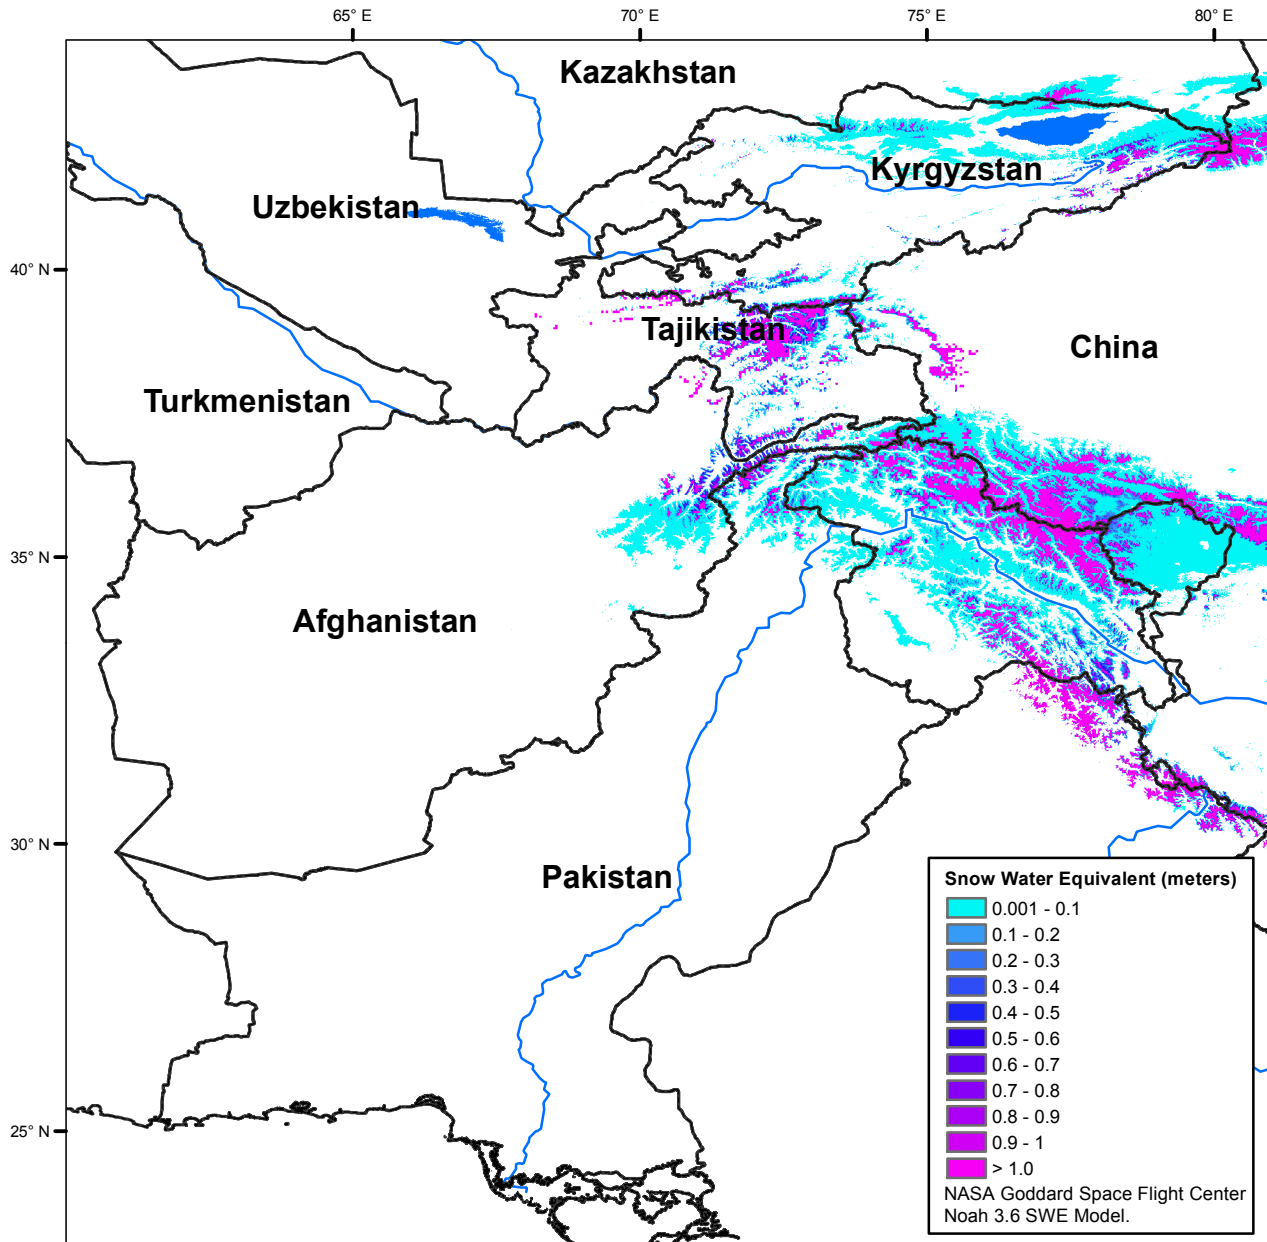 65° E
70° E
75° E
80° E
Kazakhstan
Kyrgyzstan
Uzbekistan
40° N
Tajikistan
China
Turkmenistan
35° N
Afghanistan
30° N
Pakistan
25° N
Snow Water Equivalent (meters)
0.001 - 0.1
0.1 - 0.2
0.2 - 0.3
0.3 - 0.4
0.4 - 0.5
0.5 - 0.6
0.6 - 0.7
0.7 - 0.8
0.8 - 0.9
0.9 - 1
> 1.0
NASA Goddard Space Flight Center
Noah 3.6 SWE Model.